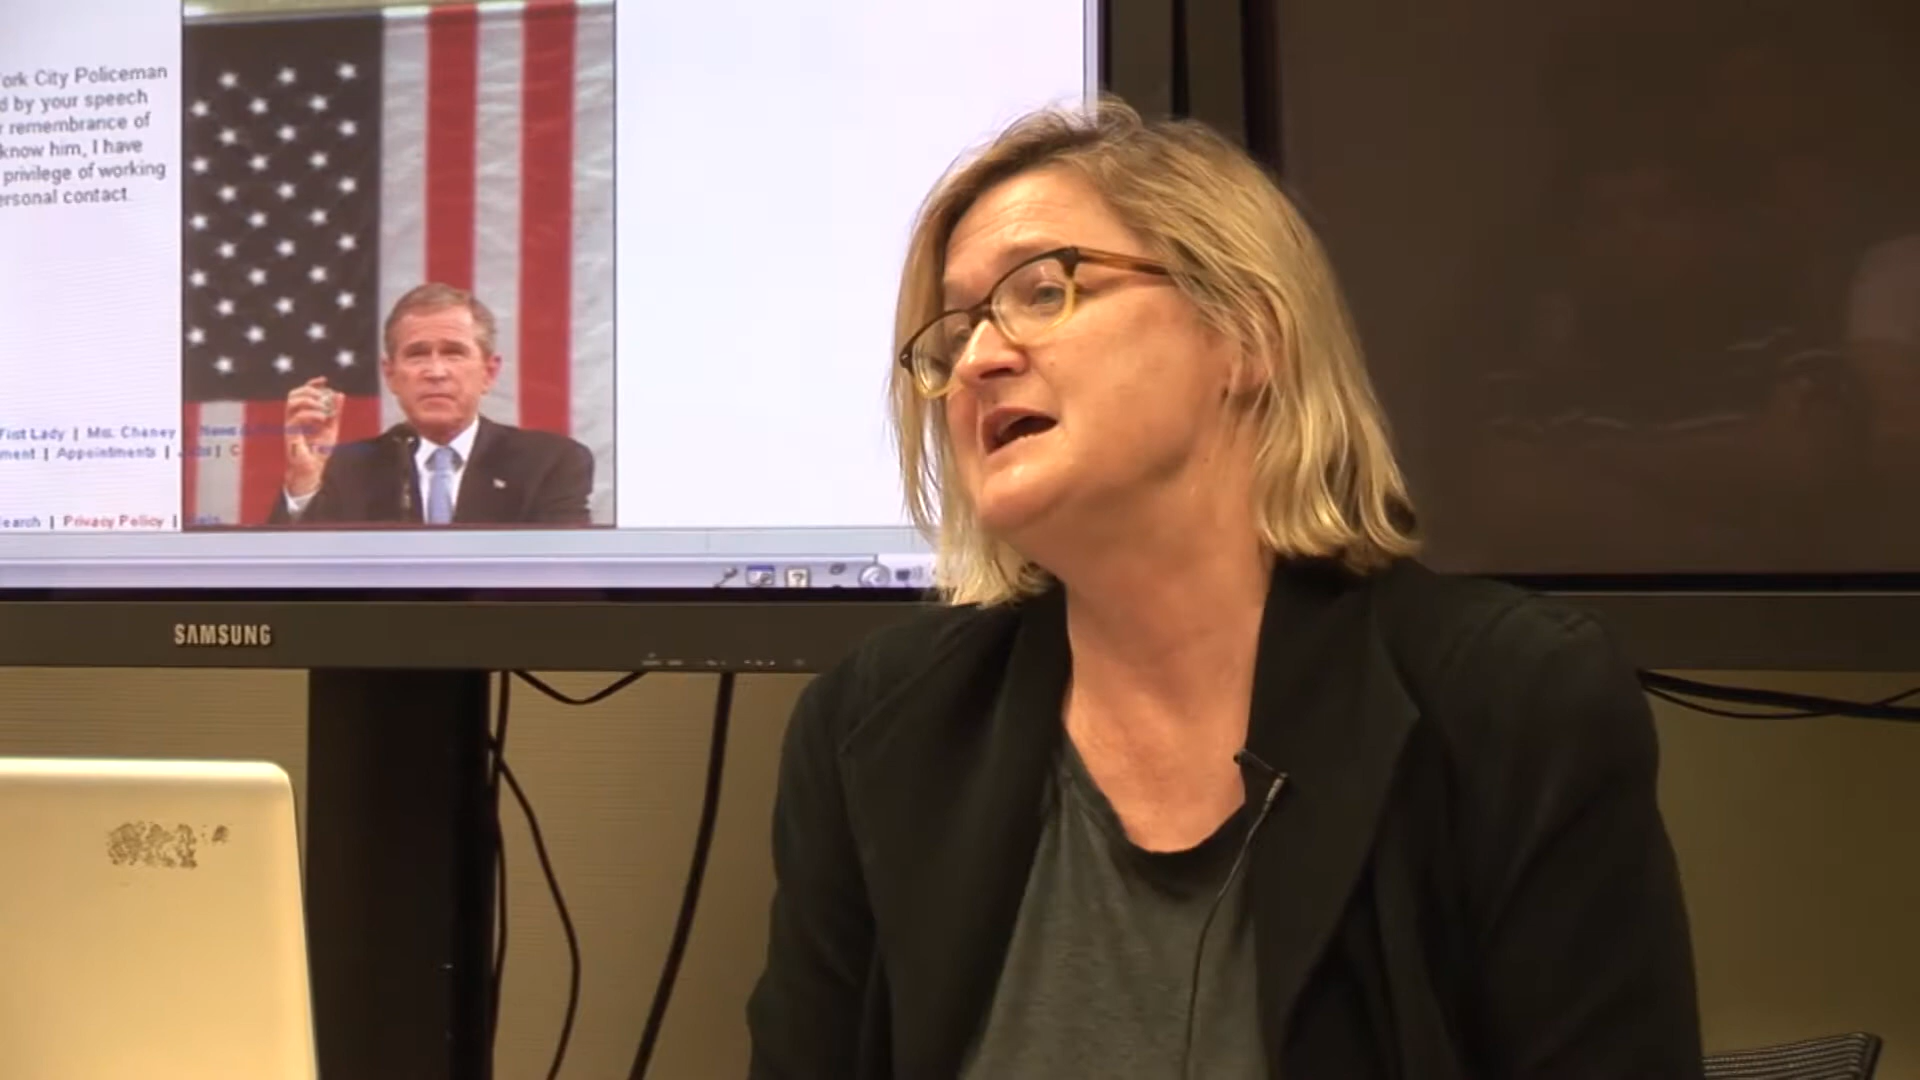 ork City Policeman
d by your speech
r remembrance of
know him, I have
privilege of working
ersonal contact
First Lady | Mrs. Cheney
ment | Appointments |
earch | Privacy Policy |
SAMSUNG